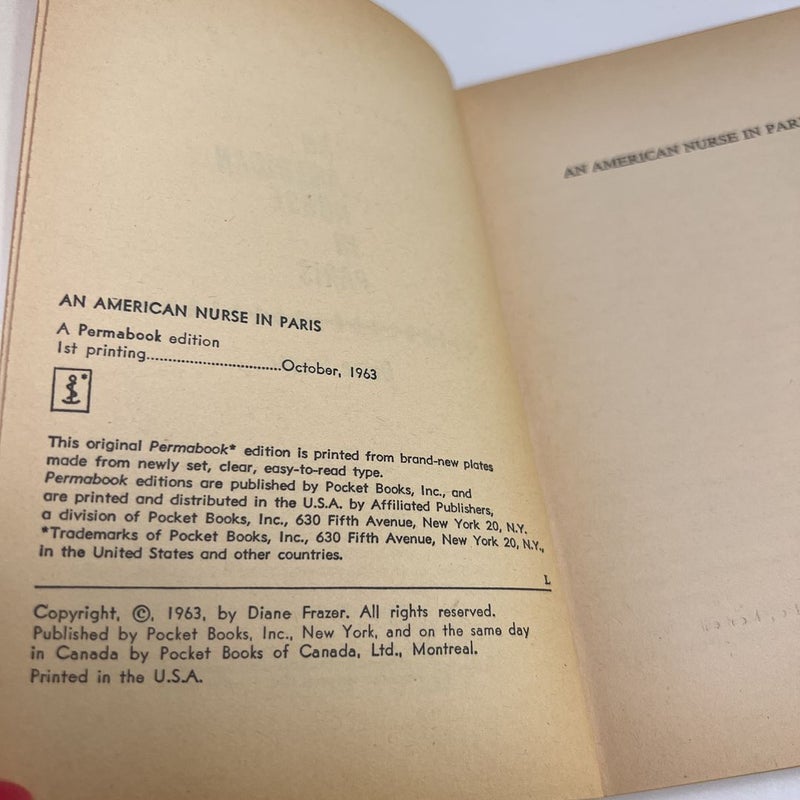 AN AMERICAN NURSE IN PARIS
A Permabook edition
1st printing..............................October, 1963
This original Permabook* edition is printed from brand-new plates
made from newly set, clear, easy-to-read type.
Permabook editions are published by Pocket Books, Inc., and
are printed and distributed in the U.S.A. by Affiliated Publishers,
a division of Pocket Books, Inc., 630 Fifth Avenue, New York 20, N.Y.
*Trademarks of Pocket Books, Inc., 630 Fifth Avenue, New York 20, N.Y.,
in the United States and other countries.
L
Copyright, ©, 1963, by Diane Frazer. All rights reserved.
Published by Pocket Books, Inc., New York, and on the same day
in Canada by Pocket Books of Canada, Ltd., Montreal.
Printed in the U.S.A.
AN AMERICAN NURSE IN PAR